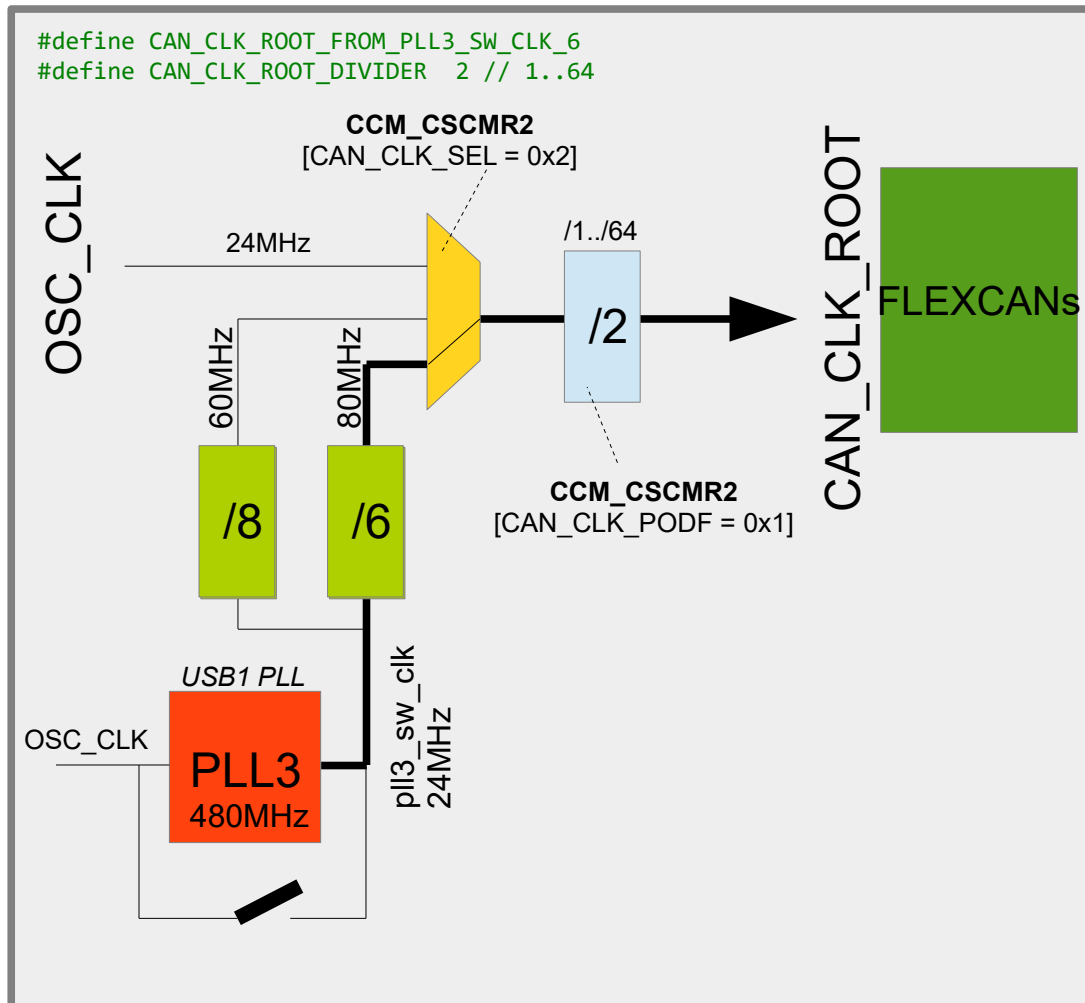 #define CAN_CLK_ROOT_FROM_PLL3_SW_CLK_6
#define CAN_CLK_ROOT_DIVIDER  2 // 1..64
CCM_CSCMR2
[CAN_CLK_SEL = 0x2]
OSC_CLK
24MHz
/1../64
/2
CAN_CLK_ROOT
FLEXCANs
60MHz
80MHz
CCM_CSCMR2
[CAN_CLK_PODF = 0x1]
/8
/6
USB1 PLL
pll3_sw_clk
24MHz
OSC_CLK
PLL3
480MHz